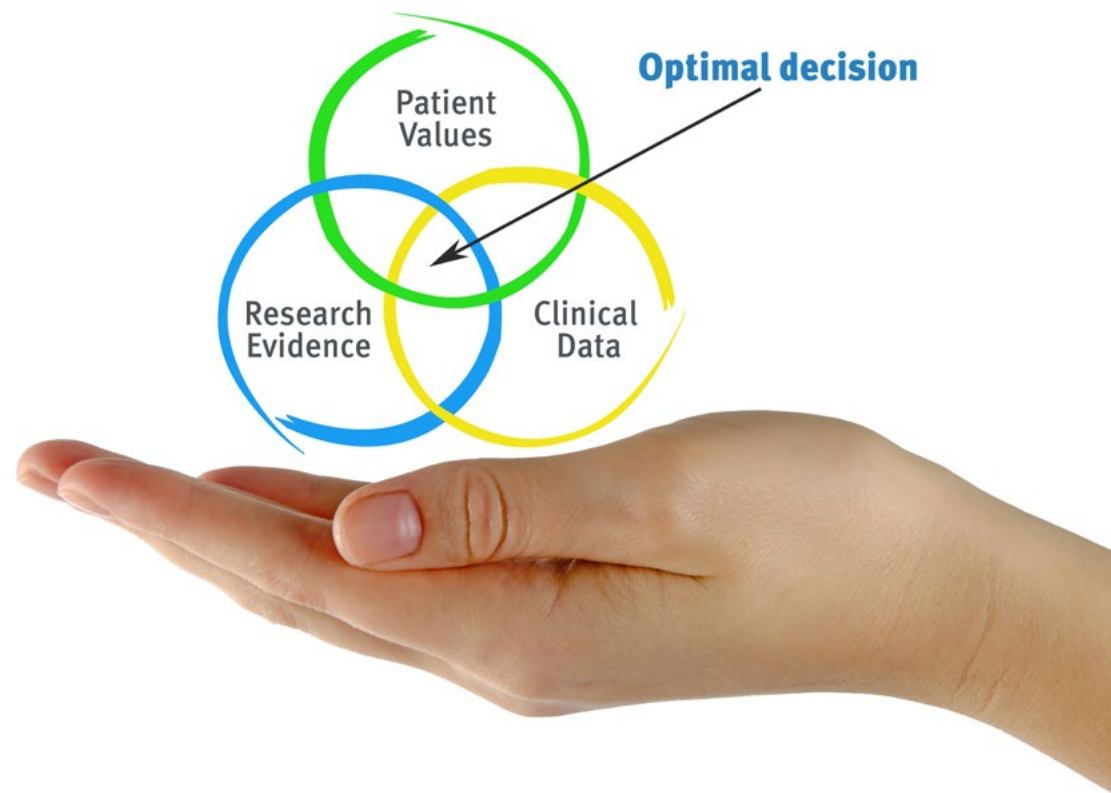 Optimal decision
Patient
Values
Research
Evidence
Clinical
Data